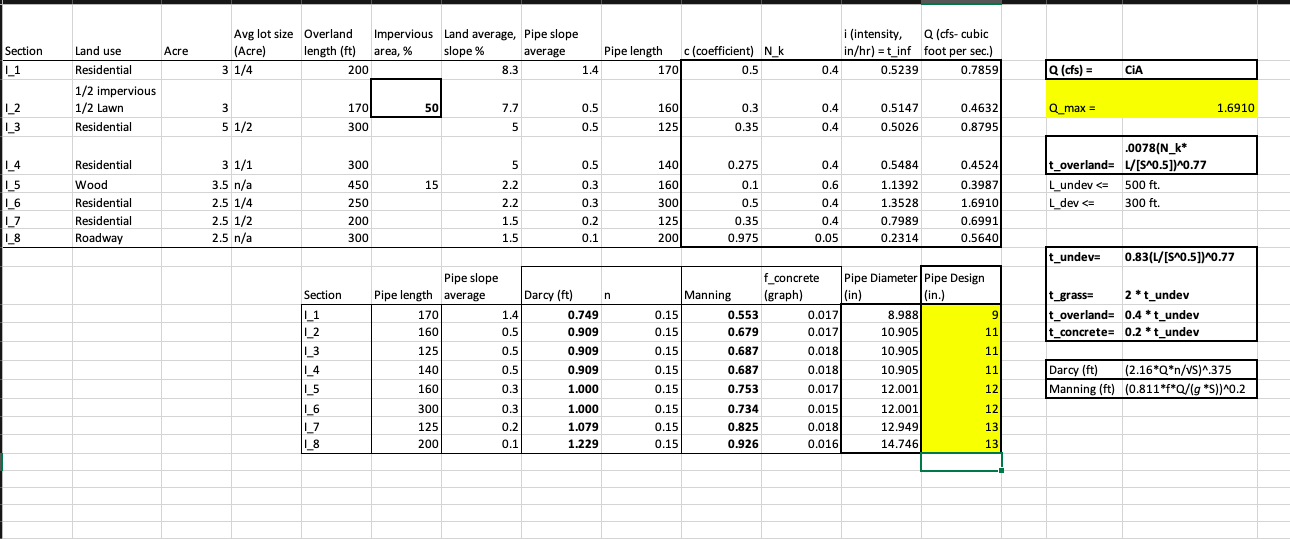 Avg lot size Overland Impervious Land average, Pipe slope i (intensity, Q (cfs- cubic
Section Land use Acre (Acre) length (ft) area, % slope % average Pipe length c (coefficient) N_k in/hr) = t_inf foot per sec.)
I_1 Residential 3 1/4 200 8.3 1.4 170 0.5 0.4 0.5239 0.7859 Q (cfs) = CiA
1/2 impervious
I_2 1/2 Lawn 3 170 50 7.7 0.5 160 0.3 0.4 0.5147 0.4632 Q_max = 1.6910
I_3 Residential 5 1/2 300 5 0.5 125 0.35 0.4 0.5026 0.8795
.0078(N_k*
I_4 Residential 3 1/1 300 5 0.5 140 0.275 0.4 0.5484 0.4524 t_overland= L/[S^0.5])^0.77
I_5 Wood 3.5 n/a 450 15 2.2 0.3 160 0.1 0.6 1.1392 0.3987 L_undev <= 500 ft.
I_6 Residential 2.5 1/4 250 2.2 0.3 300 0.5 0.4 1.3528 1.6910 L_dev <= 300 ft.
I_7 Residential 2.5 1/2 200 1.5 0.2 125 0.35 0.4 0.7989 0.6991
I_8 Roadway 2.5 n/a 300 1.5 0.1 200 0.975 0.05 0.2314 0.5640
t_undev= 0.83(L/[S^0.5])^0.77
Pipe slope f_concrete Pipe Diameter Pipe Design
Section Pipe length average Darcy (ft) n Manning (graph) (in) (in.) t_grass= 2 * t_undev
I_1 170 1.4 0.749 0.15 0.553 0.017 8.988 9 t_overland= 0.4 * t_undev
I_2 160 0.5 0.909 0.15 0.679 0.017 10.905 11 t_concrete= 0.2 * t_undev
I_3 125 0.5 0.909 0.15 0.687 0.018 10.905 11
I_4 140 0.5 0.909 0.15 0.687 0.018 10.905 11 Darcy (ft) (2.16*Q*n/√S)^.375
I_5 160 0.3 1.000 0.15 0.753 0.017 12.001 12 Manning (ft) (0.811*f*Q/(g *S))^0.2
I_6 300 0.3 1.000 0.15 0.734 0.015 12.001 12
I_7 125 0.2 1.079 0.15 0.825 0.018 12.949 13
I_8 200 0.1 1.229 0.15 0.926 0.016 14.746 13